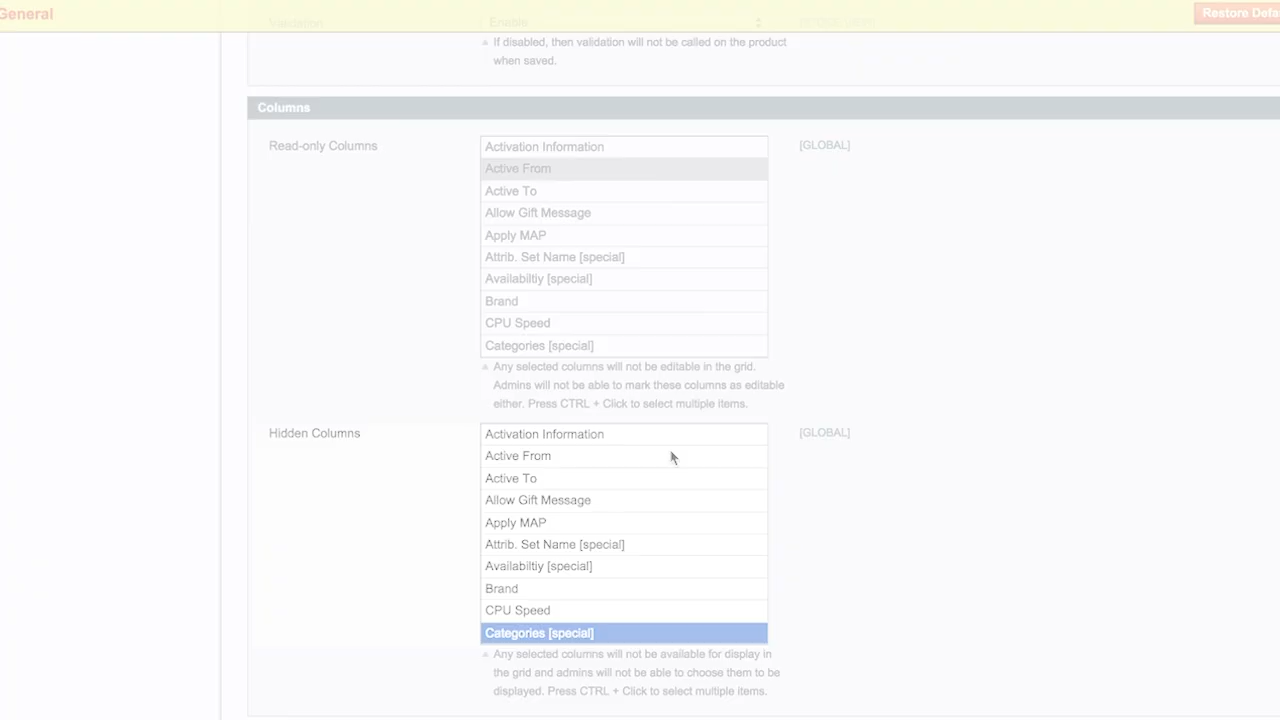 General
Restore Defa
Validation
Enable
If disabled, then validation will not be called on the product
when saved.
Columns
Read-only Columns
Activation Information
[GLOBAL]
Active From
Active To
Allow Gift Message
Apply MAP
Attrib. Set Name [special]
Availabiltiy [special]
Brand
CPU Speed
Categories [special]
Any selected columns will not be editable in the grid.
Admins will not be able to mark these columns as editable
either. Press CTRL + Click to select multiple items.
Hidden Columns
Activation Information
[GLOBAL]
Active From
Active To
Allow Gift Message
Apply MAP
Attrib. Set Name [special]
Availabiltiy [special]
Brand
CPU Speed
Categories [special]
Any selected columns will not be available for display in
the grid and admins will not be able to choose them to be
displayed. Press CTRL + Click to select multiple items.